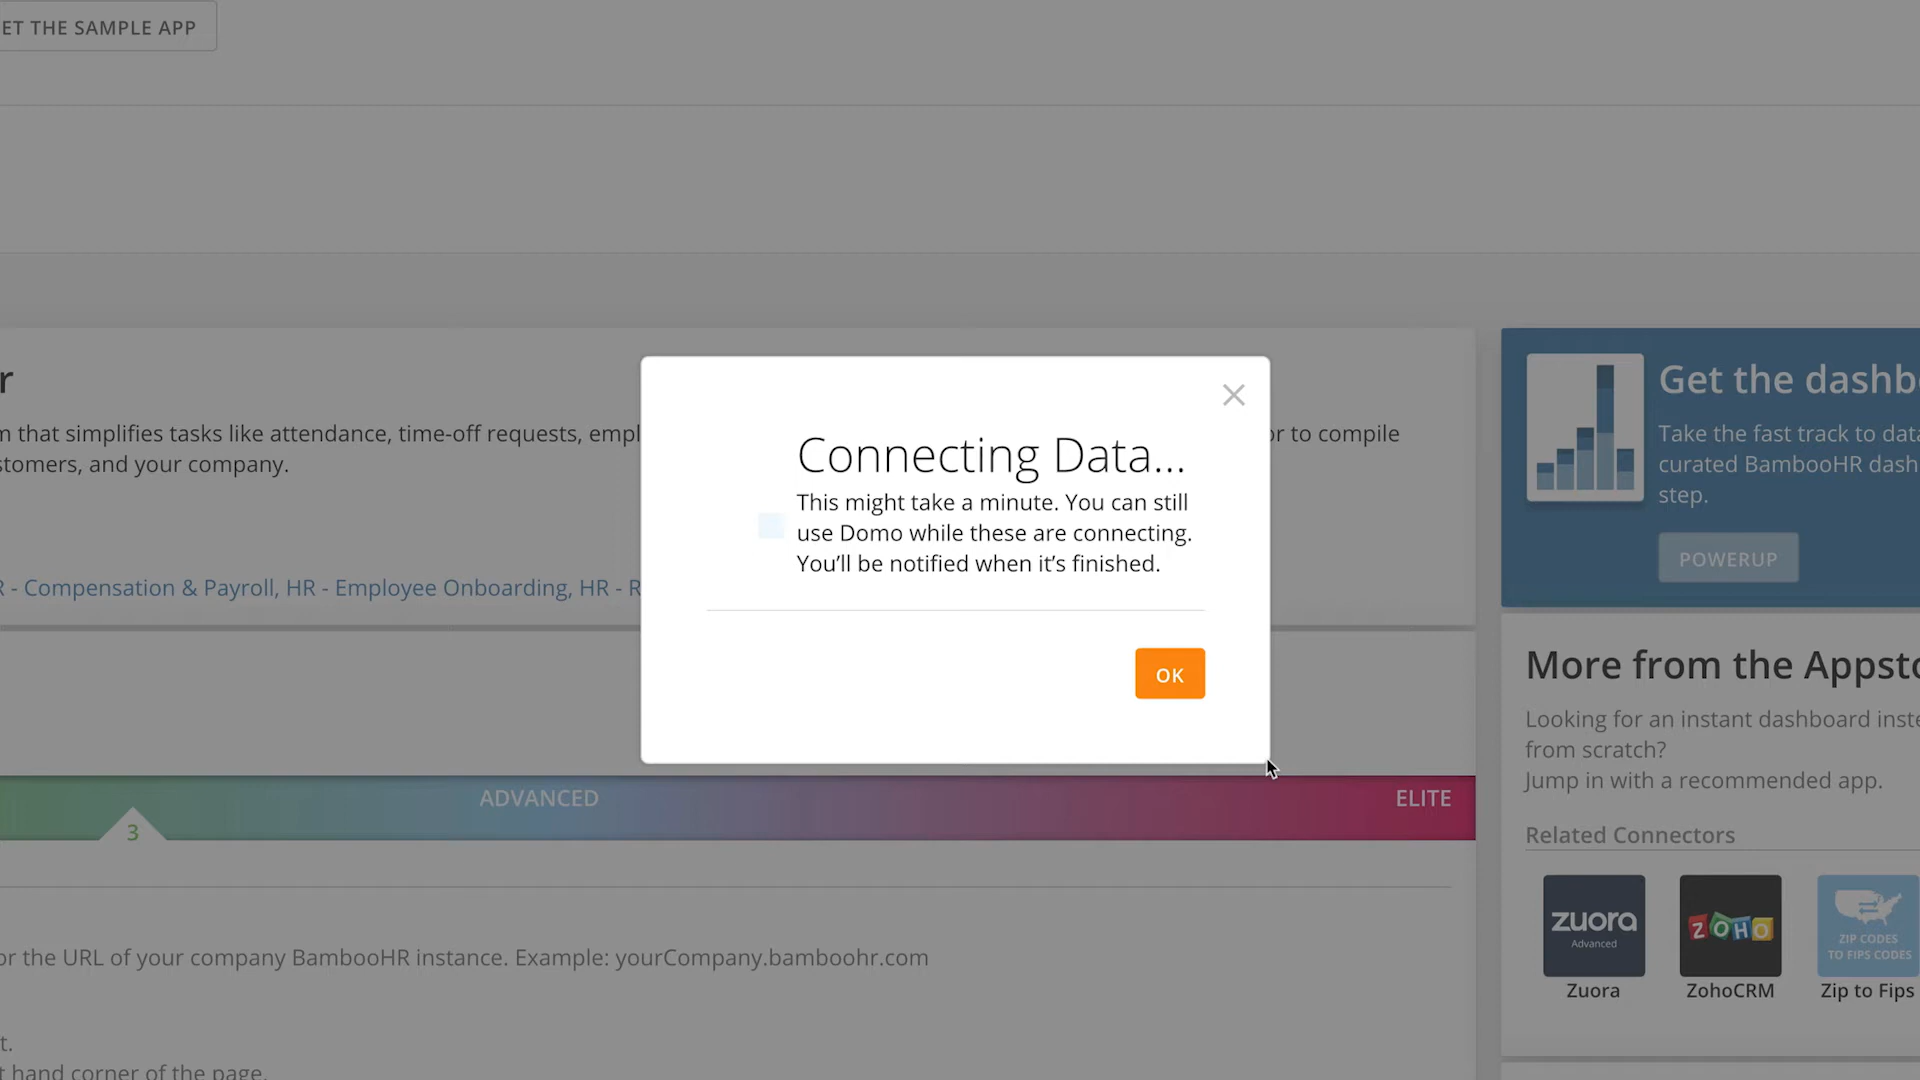 ET THE SAMPLE APP
r
m that simplifies tasks like attendance, time-off requests, empl
or to compile
stomers, and your company.
R - Compensation & Payroll, HR - Employee Onboarding, HR - R
Connecting Data...
This might take a minute. You can still
use Domo while these are connecting.
You'll be notified when it's finished.
OK
Get the dashb
Take the fast track to data
curated BambooHR dash
step.
POWERUP
More from the Appsto
Looking for an instant dashboard inste
from scratch?
Jump in with a recommended app.
ADVANCED
ELITE
3
Related Connectors
zuora
Advanced
ZOHO
ZIP CODES
TO FIPS CODES
Zuora
ZohoCRM
Zip to Fips
or the URL of your company BambooHR instance. Example: yourCompany.bamboohr.com
t.
t hand corner of the page.